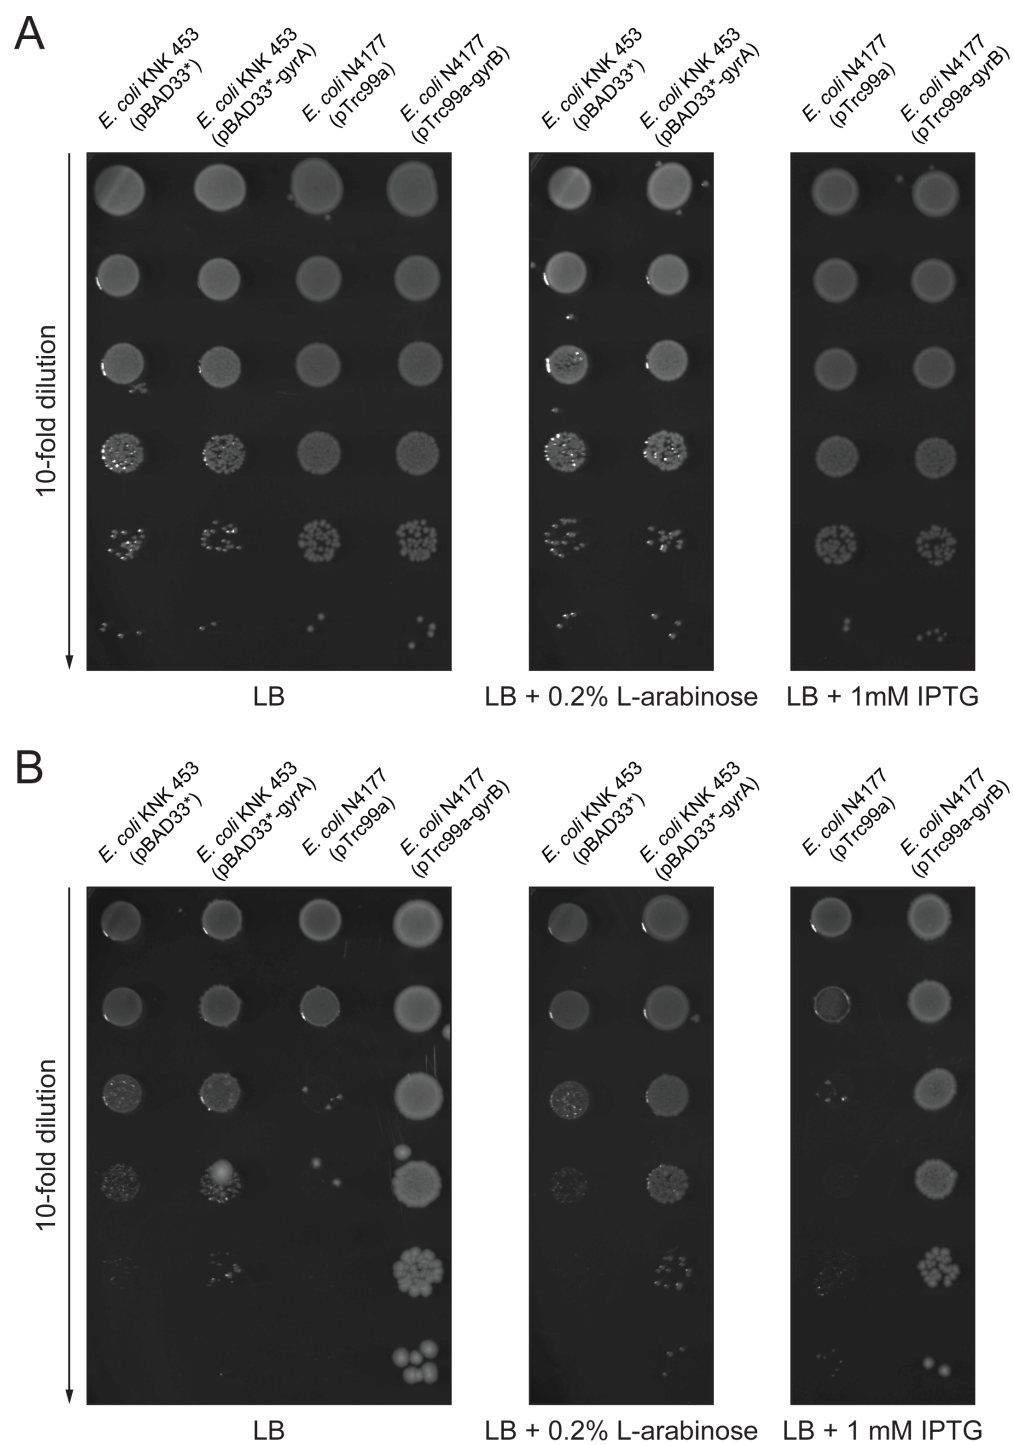 A
E. coli KNK 453
(pBAD33*)
E. coli KNK 453
(pBAD33*-gyrA)
E. coli N4177
(pTrc99a)
E. coli N4177
(pTrc99a-gyrB)
E. coli KNK 453
(pBAD33*)
E. coli KNK 453
(pBAD33*-gyrA)
E. coli N4177
(pTrc99a)
E. coli N4177
(pTrc99a-gyrB)
10-fold dilution
LB
LB + 0.2% L-arabinose
LB + 1mM IPTG
B
E. coli KNK 453
(pBAD33*)
E. coli KNK 453
(pBAD33*-gyrA)
E. coli N4177
(pTrc99a)
E. coli N4177
(pTrc99a-gyrB)
E. coli KNK 453
(pBAD33*)
E. coli KNK 453
(pBAD33*-gyrA)
E. coli N4177
(pTrc99a)
E. coli N4177
(pTrc99a-gyrB)
10-fold dilution
LB
LB + 0.2% L-arabinose
LB + 1 mM IPTG